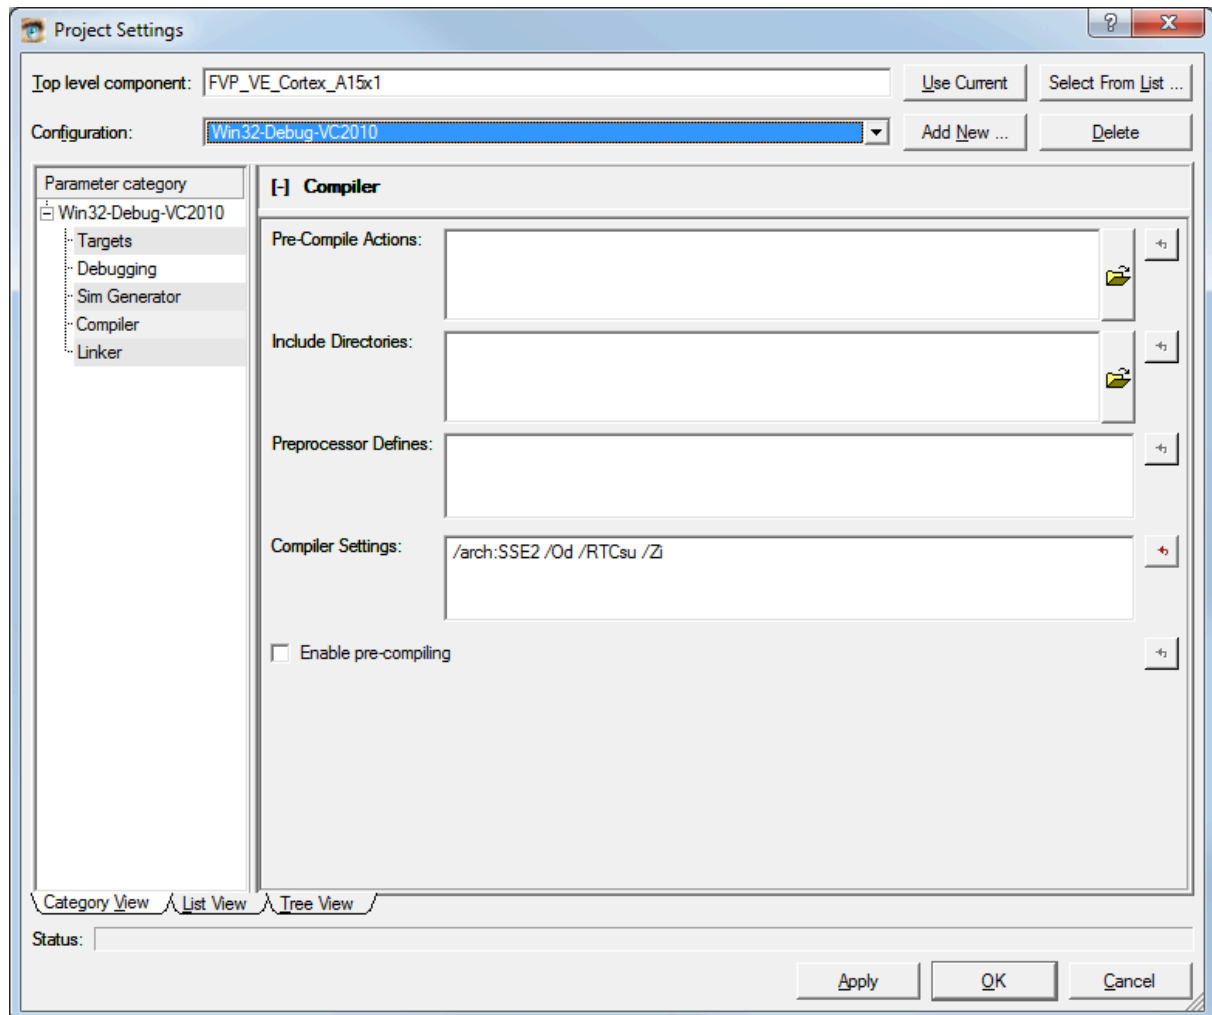 Project Settings
Top level component: FVP_VE_Cortex_A15x1 Use Current Select From List ...
Configuration: Win32-Debug-VC2010 Add New ... Delete
Parameter category
Win32-Debug-VC2010
Targets
Debugging
Sim Generator
Compiler
Linker
[-] Compiler
Pre-Compile Actions:
Include Directories:
Preprocessor Defines:
Compiler Settings: /arch:SSE2 /Od /RTCsu /Zi
Enable pre-compiling
Category View List View Tree View
Status:
Apply OK Cancel